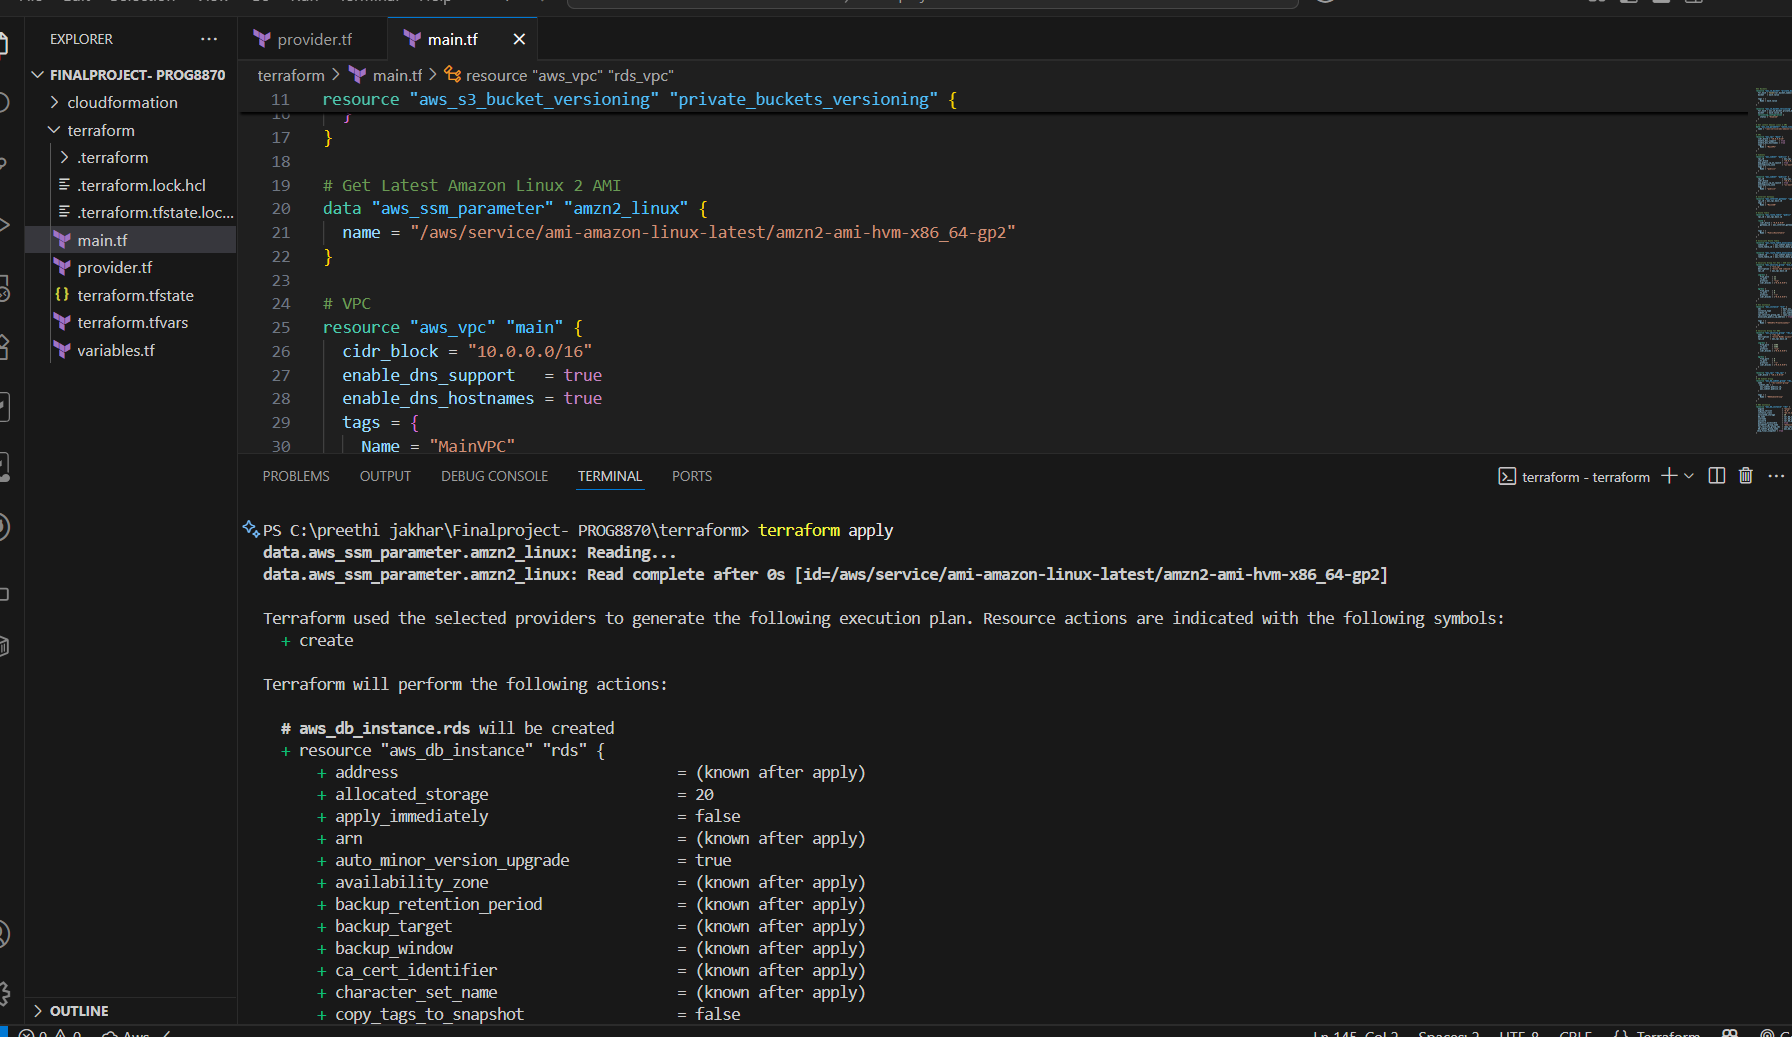 EXPLORER
FINALPROJECT- PROG8870
cloudformation
terraform
.terraform
.terraform.lock.hcl
.terraform.tfstate.loc...
main.tf
provider.tf
terraform.tfstate
terraform.tfvars
variables.tf
OUTLINE
provider.tf
main.tf
terraform > main.tf > resource "aws_vpc" "rds_vpc"
11 resource "aws_s3_bucket_versioning" "private_buckets_versioning" {
16 }
17 }
18
19 # Get Latest Amazon Linux 2 AMI
20 data "aws_ssm_parameter" "amzn2_linux" {
21 name = "/aws/service/ami-amazon-linux-latest/amzn2-ami-hvm-x86_64-gp2"
22 }
23
24 # VPC
25 resource "aws_vpc" "main" {
26 cidr_block = "10.0.0.0/16"
27 enable_dns_support   = true
28 enable_dns_hostnames = true
29 tags = {
30 Name = "MainVPC"
PROBLEMS OUTPUT DEBUG CONSOLE TERMINAL PORTS
terraform - terraform
PS C:\preethi jakhar\Finalproject- PROG8870\terraform> terraform apply
data.aws_ssm_parameter.amzn2_linux: Reading...
data.aws_ssm_parameter.amzn2_linux: Read complete after 0s [id=/aws/service/ami-amazon-linux-latest/amzn2-ami-hvm-x86_64-gp2]
Terraform used the selected providers to generate the following execution plan. Resource actions are indicated with the following symbols:
+ create
Terraform will perform the following actions:
# aws_db_instance.rds will be created
+ resource "aws_db_instance" "rds" {
+ address = (known after apply)
+ allocated_storage = 20
+ apply_immediately = false
+ arn = (known after apply)
+ auto_minor_version_upgrade = true
+ availability_zone = (known after apply)
+ backup_retention_period = (known after apply)
+ backup_target = (known after apply)
+ backup_window = (known after apply)
+ ca_cert_identifier = (known after apply)
+ character_set_name = (known after apply)
+ copy_tags_to_snapshot = false
Ln 145, Col 2 Spaces: 2 UTF-8 CRLF {} Terraform